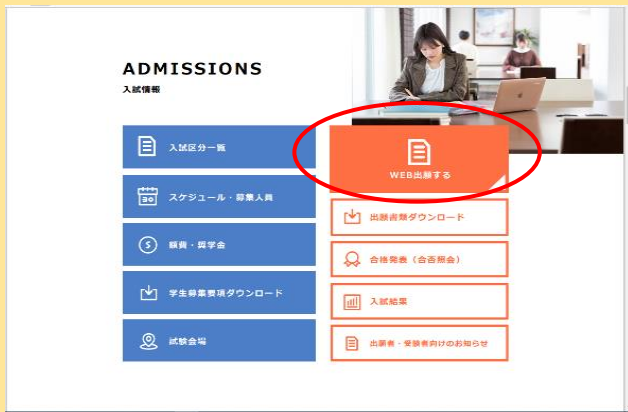 ADMISSIONS
入試情報
入試区分一覧
スケジュール・募集人員
学費・奨学金
学生募集要項ダウンロード
試験会場
WEB出願する
出願書類ダウンロード
合格発表（合否照会）
入試結果
出願者・受験者向けのお知らせ